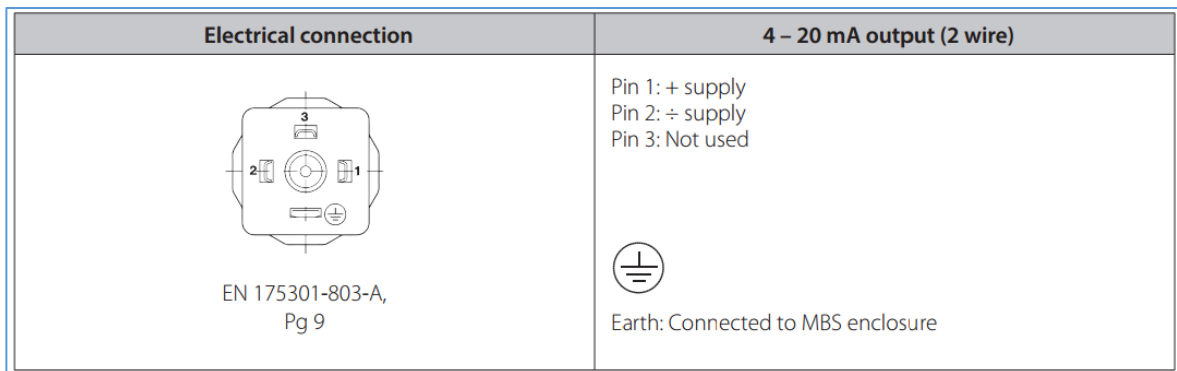 Electrical connection
4 – 20 mA output (2 wire)
3
2
1
EN 175301-803-A,
Pg 9
Pin 1: + supply
Pin 2: ÷ supply
Pin 3: Not used
Earth: Connected to MBS enclosure